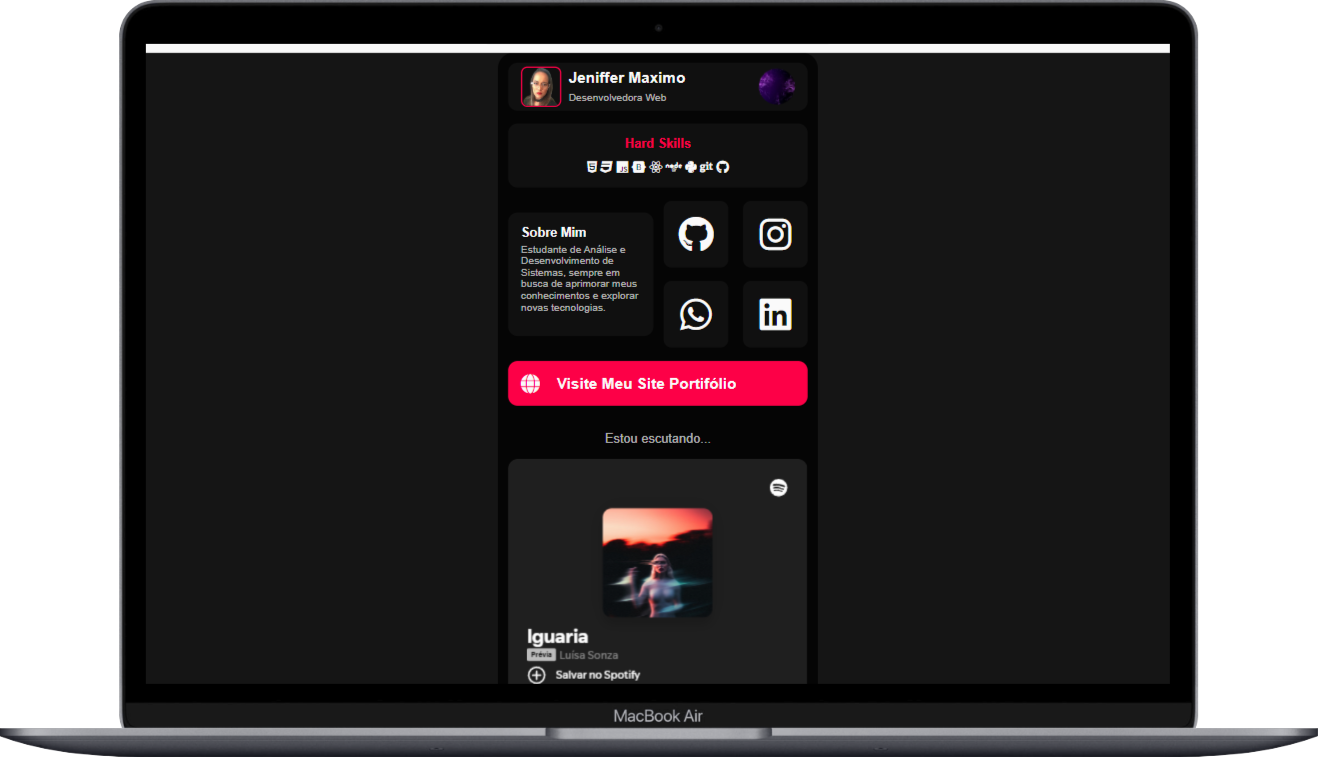 Jeniffer Maximo
Desenvolvedora Web
Hard Skills
JS B node git
Sobre Mim
Estudante de Análise e
Desenvolvimento de
Sistemas, sempre em
busca de aprimorar meus
conhecimentos e explorar
novas tecnologias.
in
Visite Meu Site Portifólio
Estou escutando...
Iguaria
Prévia Luísa Sonza
Salvar no Spotify
MacBook Air